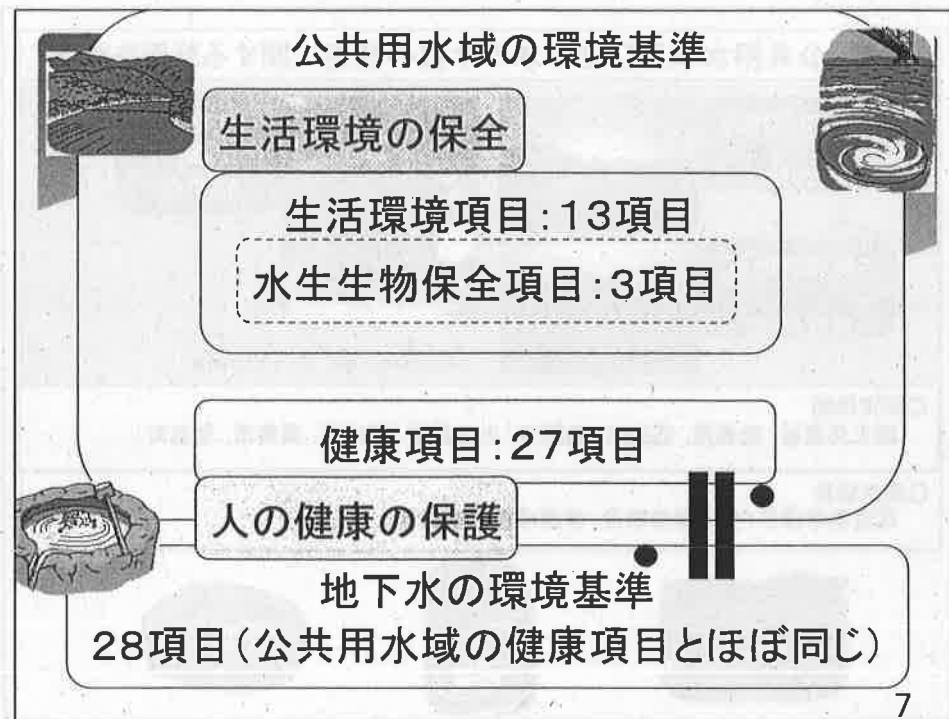 公共用水域の環境基準
生活環境の保全
生活環境項目:13項目
水生生物保全項目:3項目
健康項目:27項目
人の健康の保護
地下水の環境基準
28項目(公共用水域の健康項目とほぼ同じ)
7